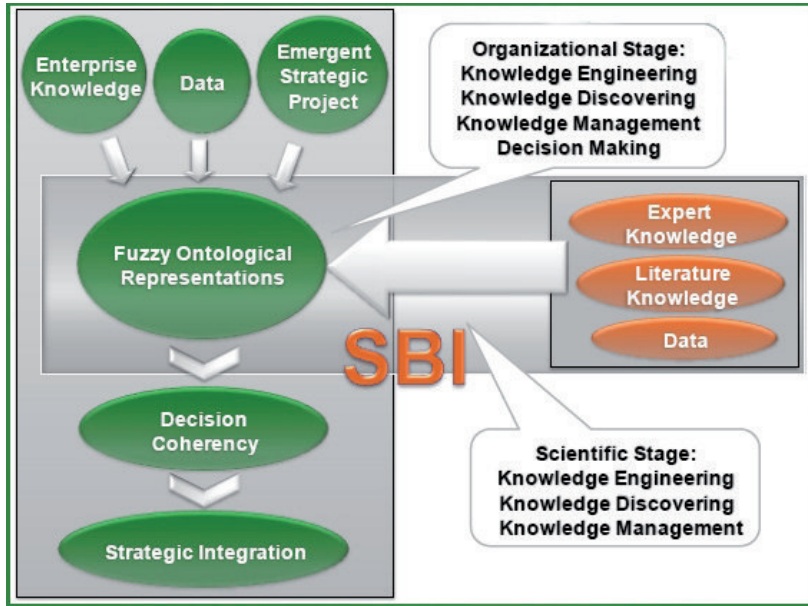 Enterprise
Knowledge
Data
Emergent
Strategic
Project
Organizational Stage:
Knowledge Engineering
Knowledge Discovering
Knowledge Management
Decision Making
Fuzzy Ontological
Representations
Expert
Knowledge
Literature
Knowledge
Data
SBI
Decision
Coherency
Scientific Stage:
Knowledge Engineering
Knowledge Discovering
Knowledge Management
Strategic Integration